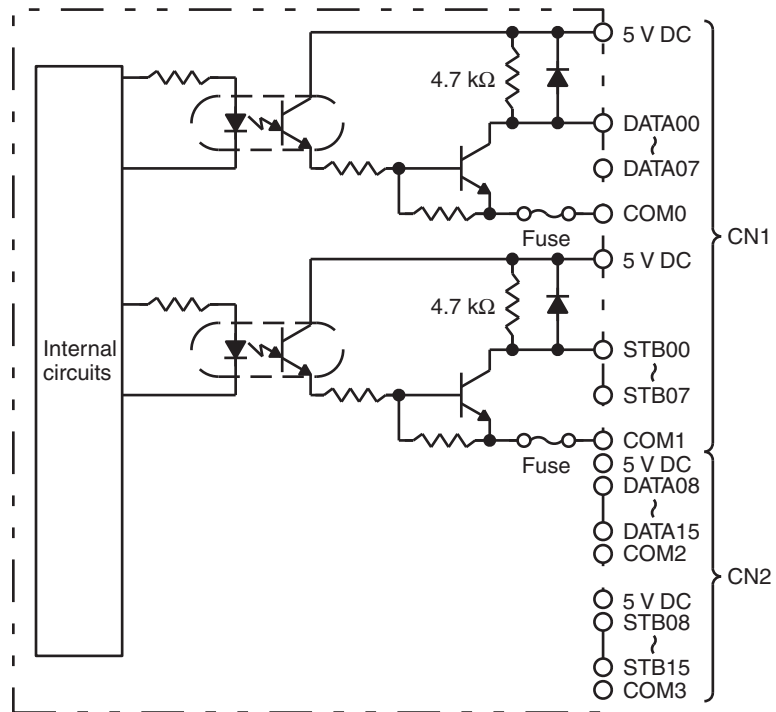 5 V DC
4.7 kΩ
DATA00
~
DATA07
COM0
Fuse
CN1
5 V DC
4.7 kΩ
Internal
circuits
STB00
~
STB07
COM1
Fuse
5 V DC
DATA08
~
DATA15
COM2
CN2
5 V DC
STB08
~
STB15
COM3